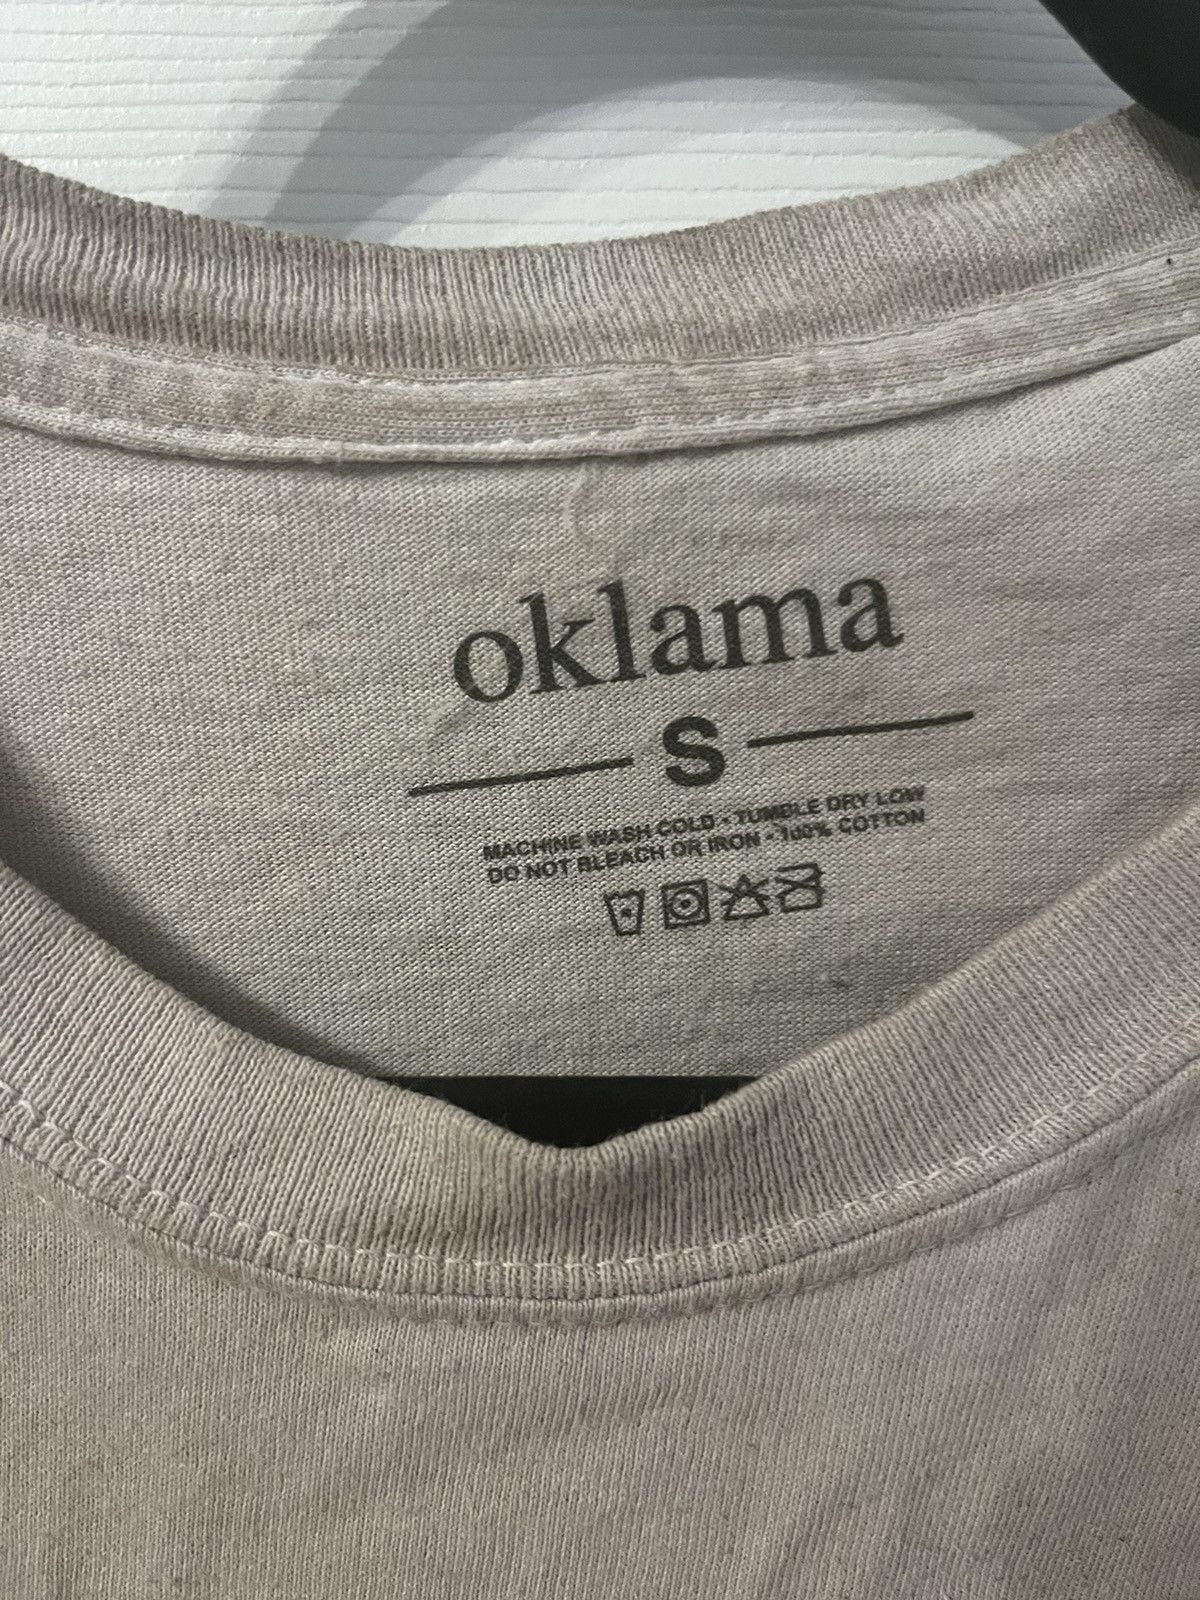 oklama
S
MACHINE WASH COLD • TUMBLE DRY LOW
DO NOT BLEACH OR IRON • 100% COTTON